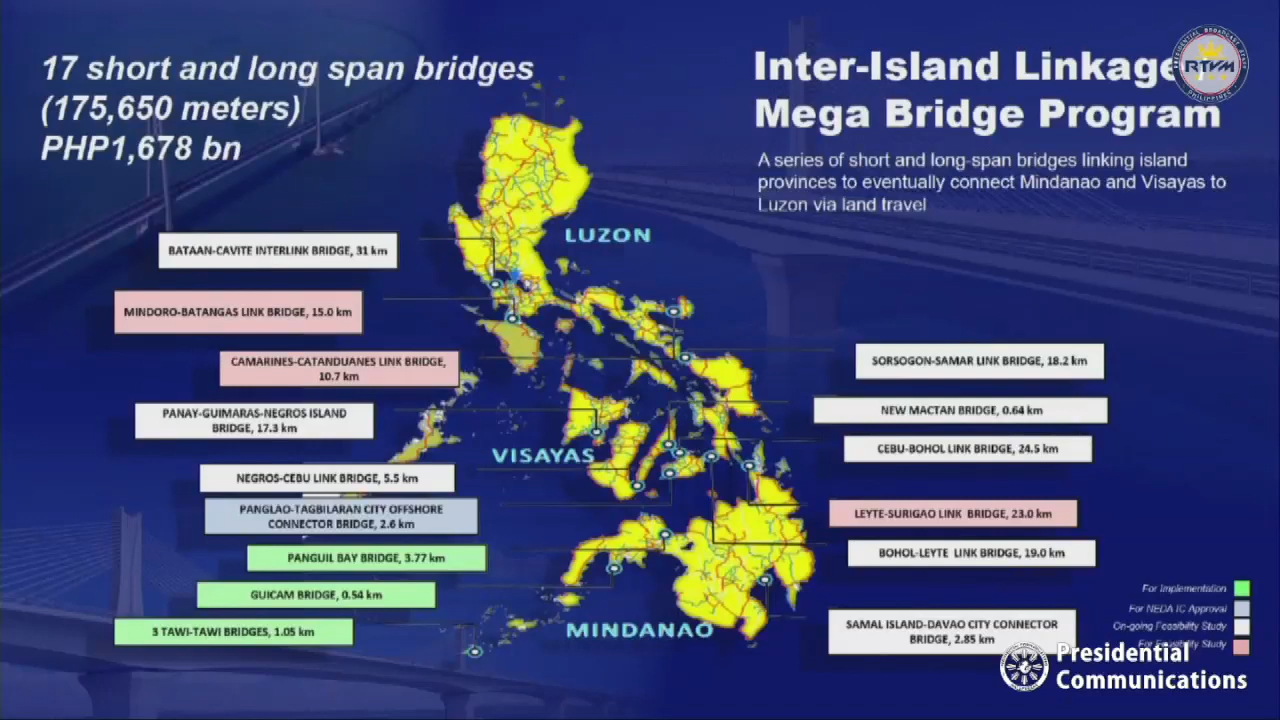 17 short and long span bridges
(175,650 meters)
PHP1,678 bn
Inter-Island Linkage
Mega Bridge Program
RTVM
A series of short and long-span bridges linking island
provinces to eventually connect Mindanao and Visayas to
Luzon via land travel
LUZON
BATAAN-CAVITE INTERLINK BRIDGE, 31 km
MINDORO-BATANGAS LINK BRIDGE, 15.0 km
CAMARINES-CATANDUANES LINK BRIDGE,
10.7 km
PANAY-GUIMARAS-NEGROS ISLAND
BRIDGE, 17.3 km
VISAYAS
NEGROS-CEBU LINK BRIDGE, 5.5 km
PANGLAO-TAGBILARAN CITY OFFSHORE
CONNECTOR BRIDGE, 2.6 km
PANGUIL BAY BRIDGE, 3.77 km
GUICAM BRIDGE, 0.54 km
3 TAWI-TAWI BRIDGES, 1.05 km
MINDANAO
SORSOGON-SAMAR LINK BRIDGE, 18.2 km
NEW MACTAN BRIDGE, 0.64 km
CEBU-BOHOL LINK BRIDGE, 24.5 km
LEYTE-SURIGAO LINK BRIDGE, 23.0 km
BOHOL-LEYTE LINK BRIDGE, 19.0 km
SAMAL ISLAND-DAVAO CITY CONNECTOR
BRIDGE, 2.85 km
For Implementation
For NEDA IC Approval
On-going Feasibility Study
For Feasibility Study
Presidential
Communications